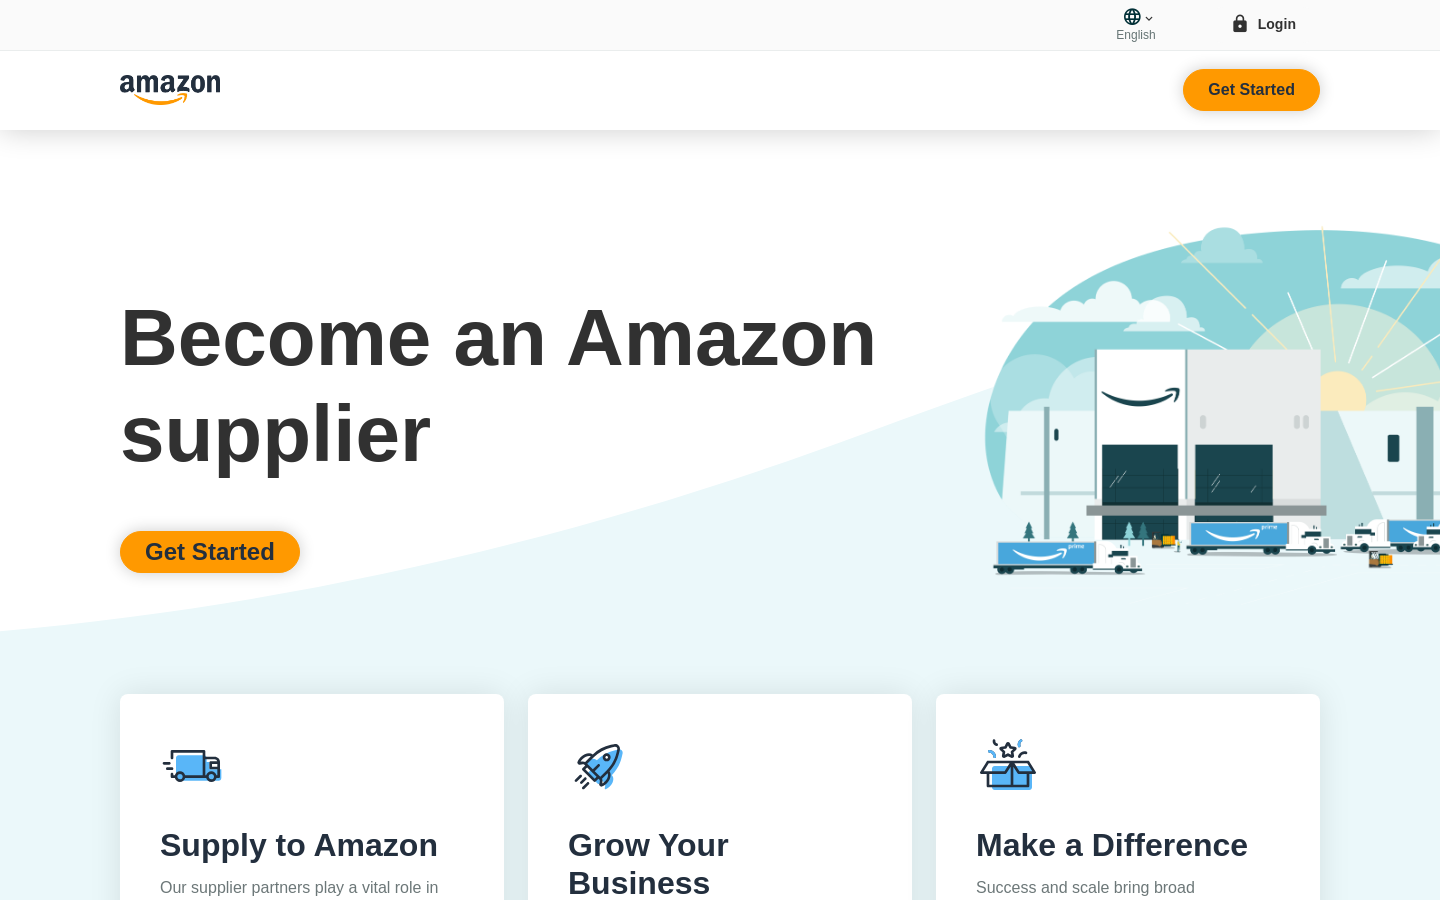 English
Login
amazon
Get Started
Become an Amazon
supplier
Get Started
prime
prime
Supply to Amazon
Our supplier partners play a vital role in
Grow Your
Business
Make a Difference
Success and scale bring broad